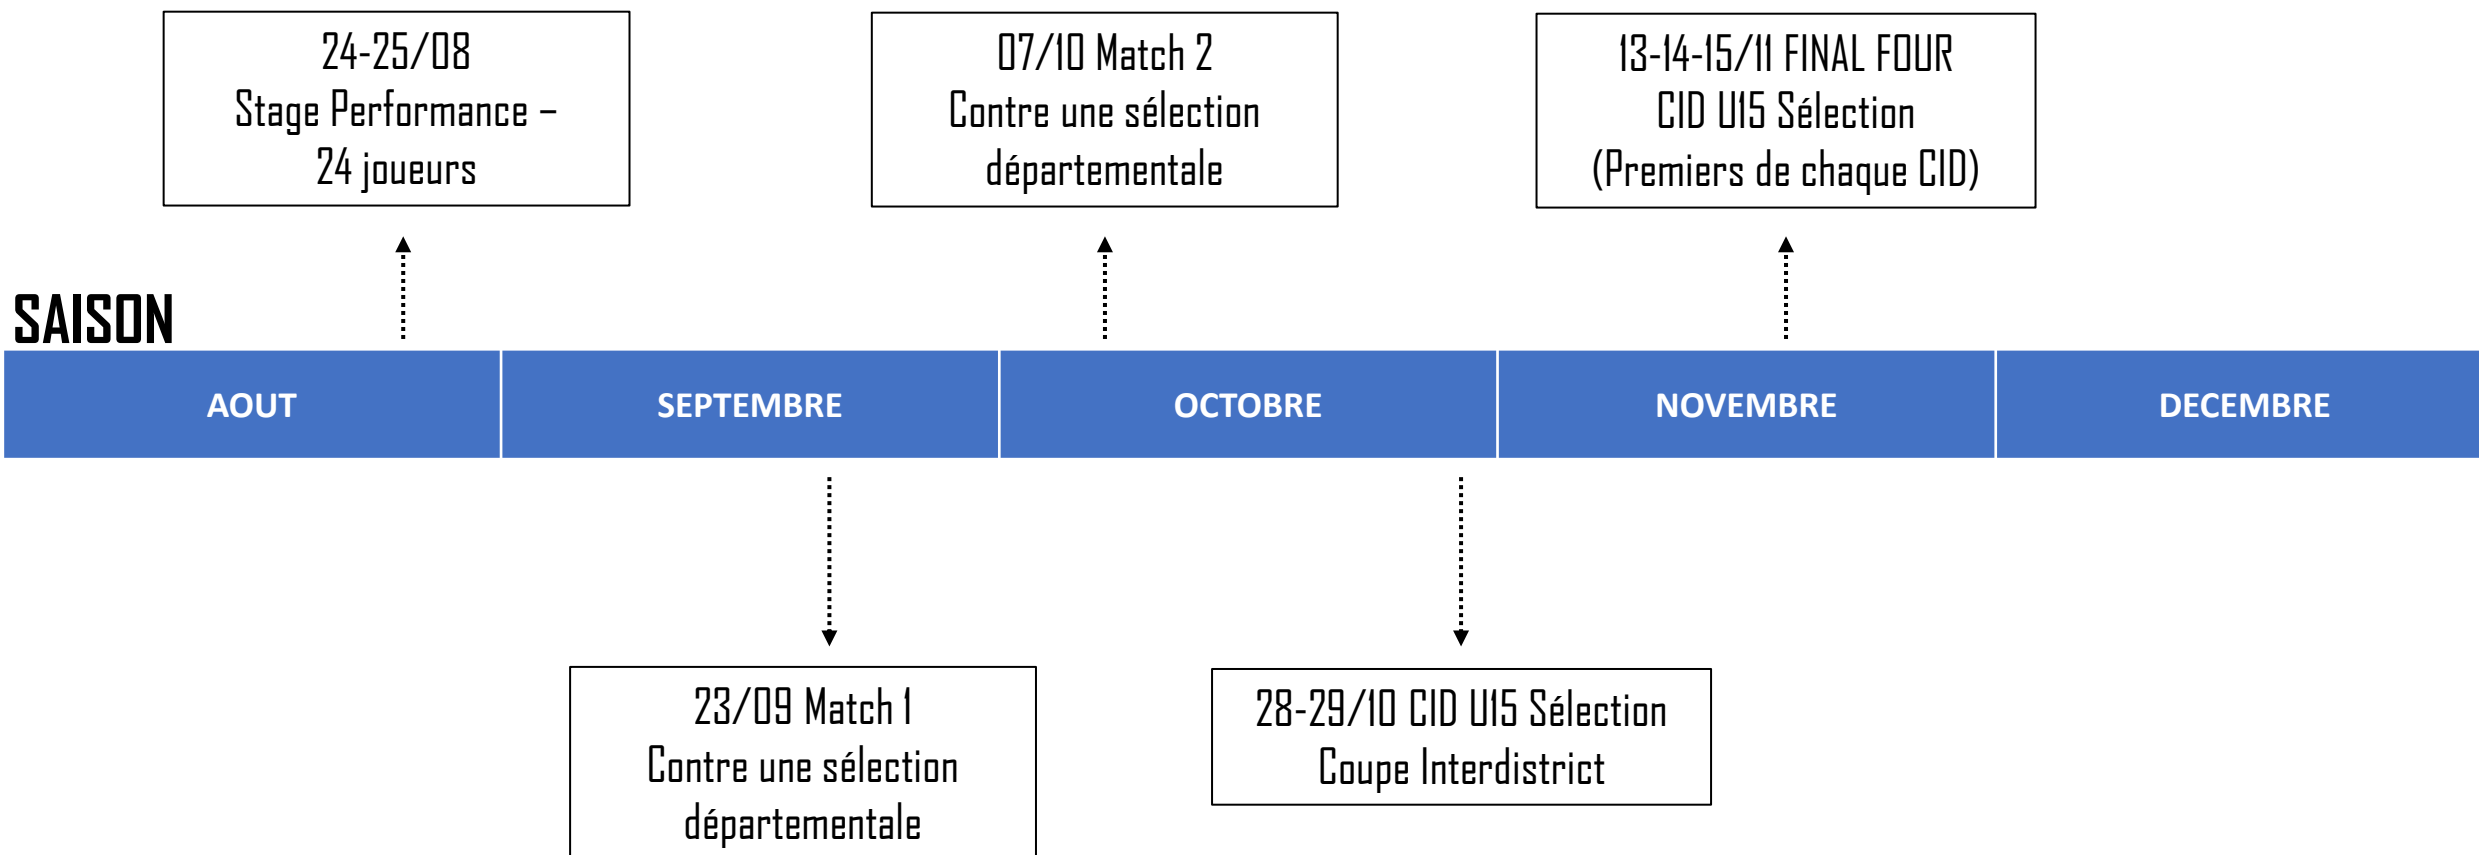 24-25/08
Stage Performance –
24 joueurs
07/10 Match 2
Contre une sélection
départementale
13-14-15/11 FINAL FOUR
CID U15 Sélection
(Premiers de chaque CID)
SAISON
AOUT
SEPTEMBRE
OCTOBRE
NOVEMBRE
DECEMBRE
23/09 Match 1
Contre une sélection
départementale
28-29/10 CID U15 Sélection
Coupe Interdistrict